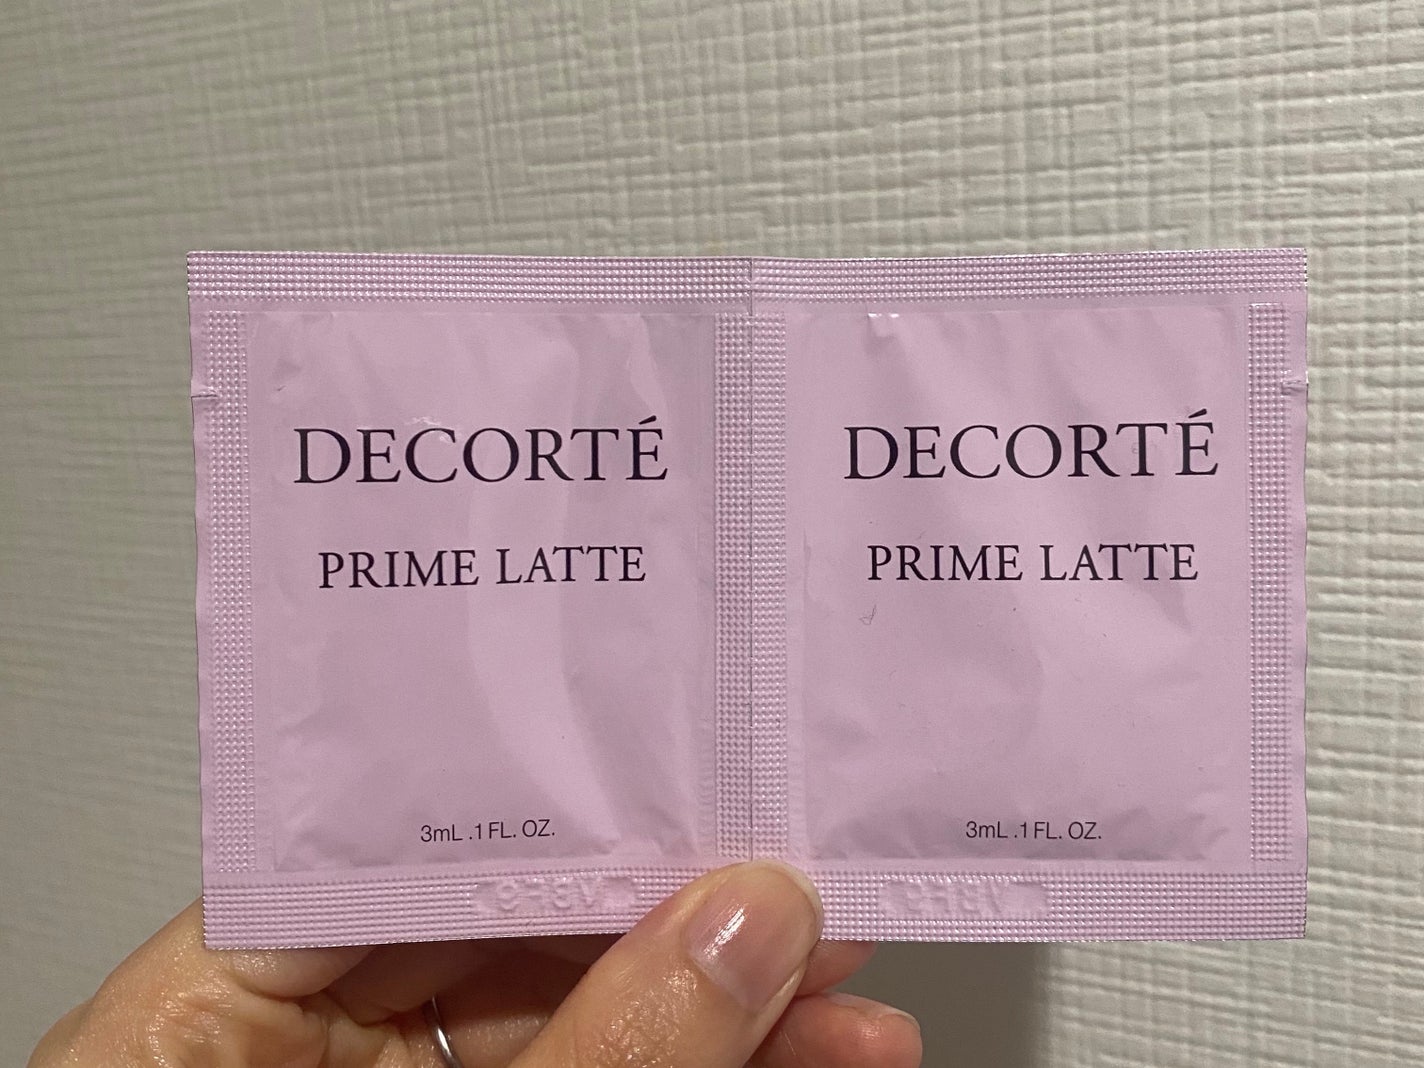 DECORTÉ
PRIME LATTE
3mL .1 FL. OZ.
DECORTÉ
PRIME LATTE
3mL .1 FL. OZ.